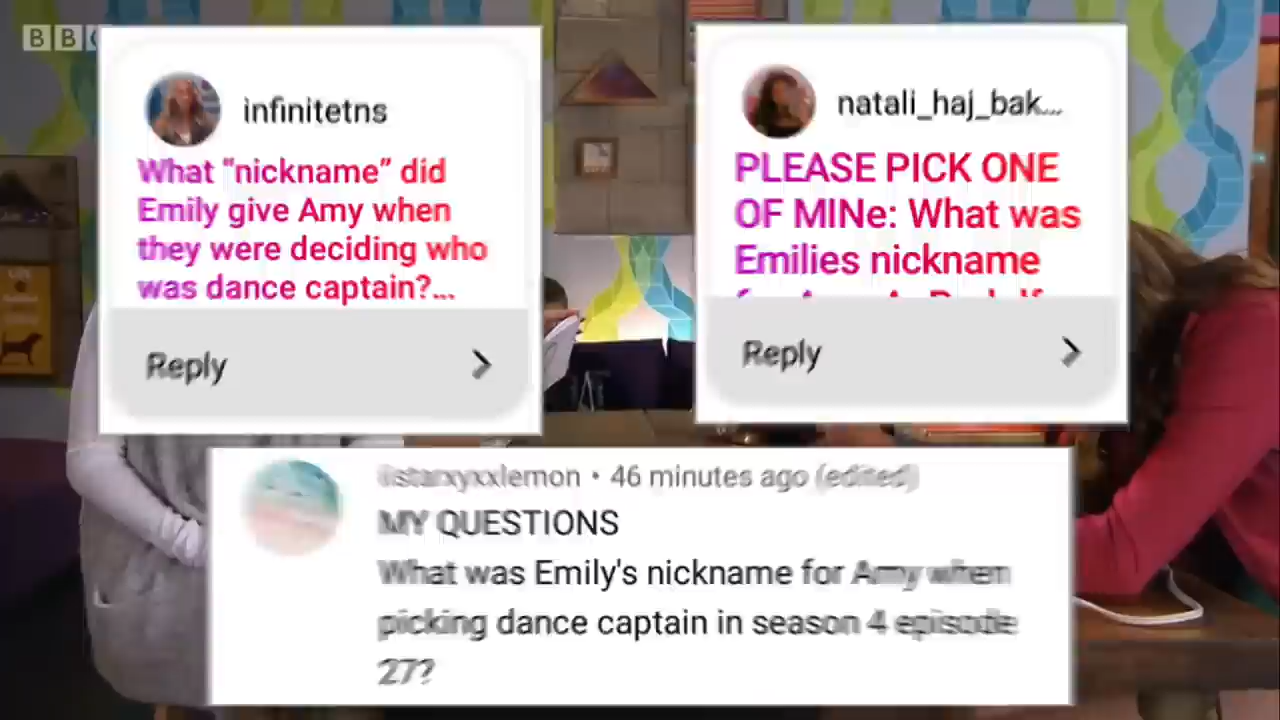 BBC
infinitetns
What “nickname” did
Emily give Amy when
they were deciding who
was dance captain?...
Reply
natali_haj_bak...
PLEASE PICK ONE
OF MINe: What was
Emilies nickname
Reply
46 minutes ago (edited)
MY QUESTIONS
What was Emily's nickname for Amy when
picking dance captain in season 4 episode
27?